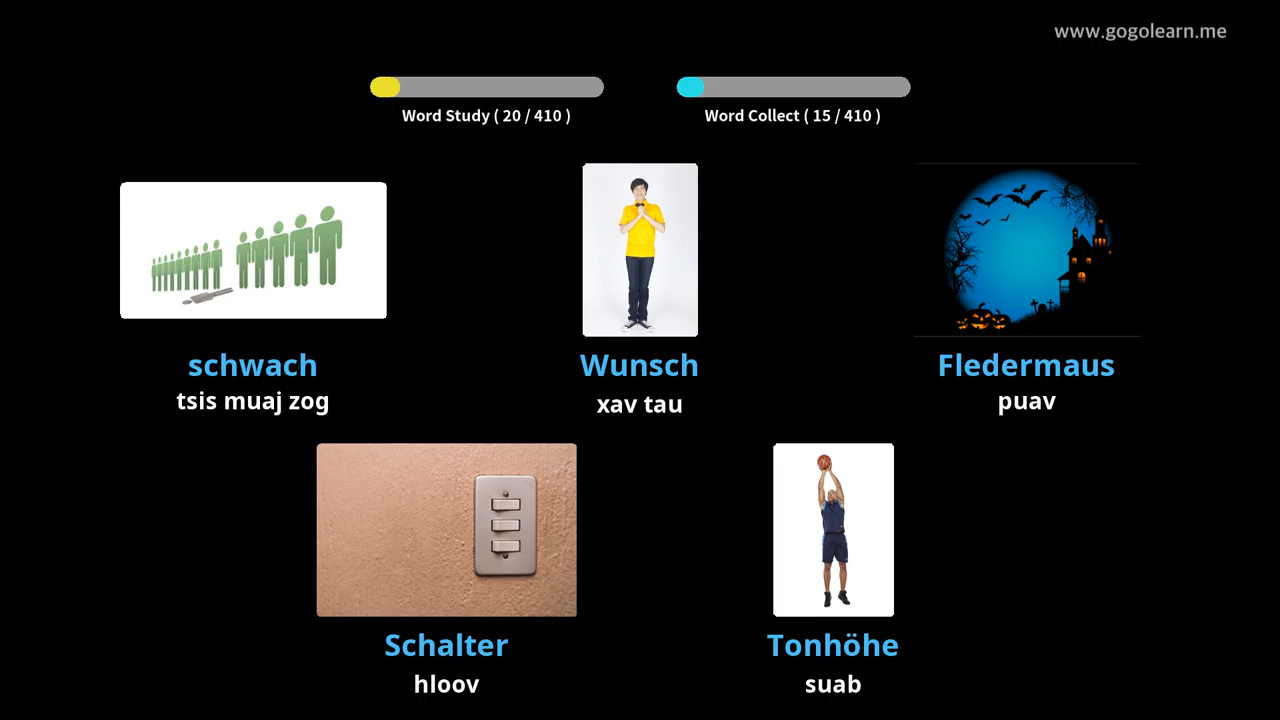 www.gogolearn.me
Word Study ( 20 / 410 )
Word Collect ( 15 / 410 )
schwach
tsis muaj zog
Wunsch
xav tau
Fledermaus
puav
Schalter
hloov
Tonhöhe
suab